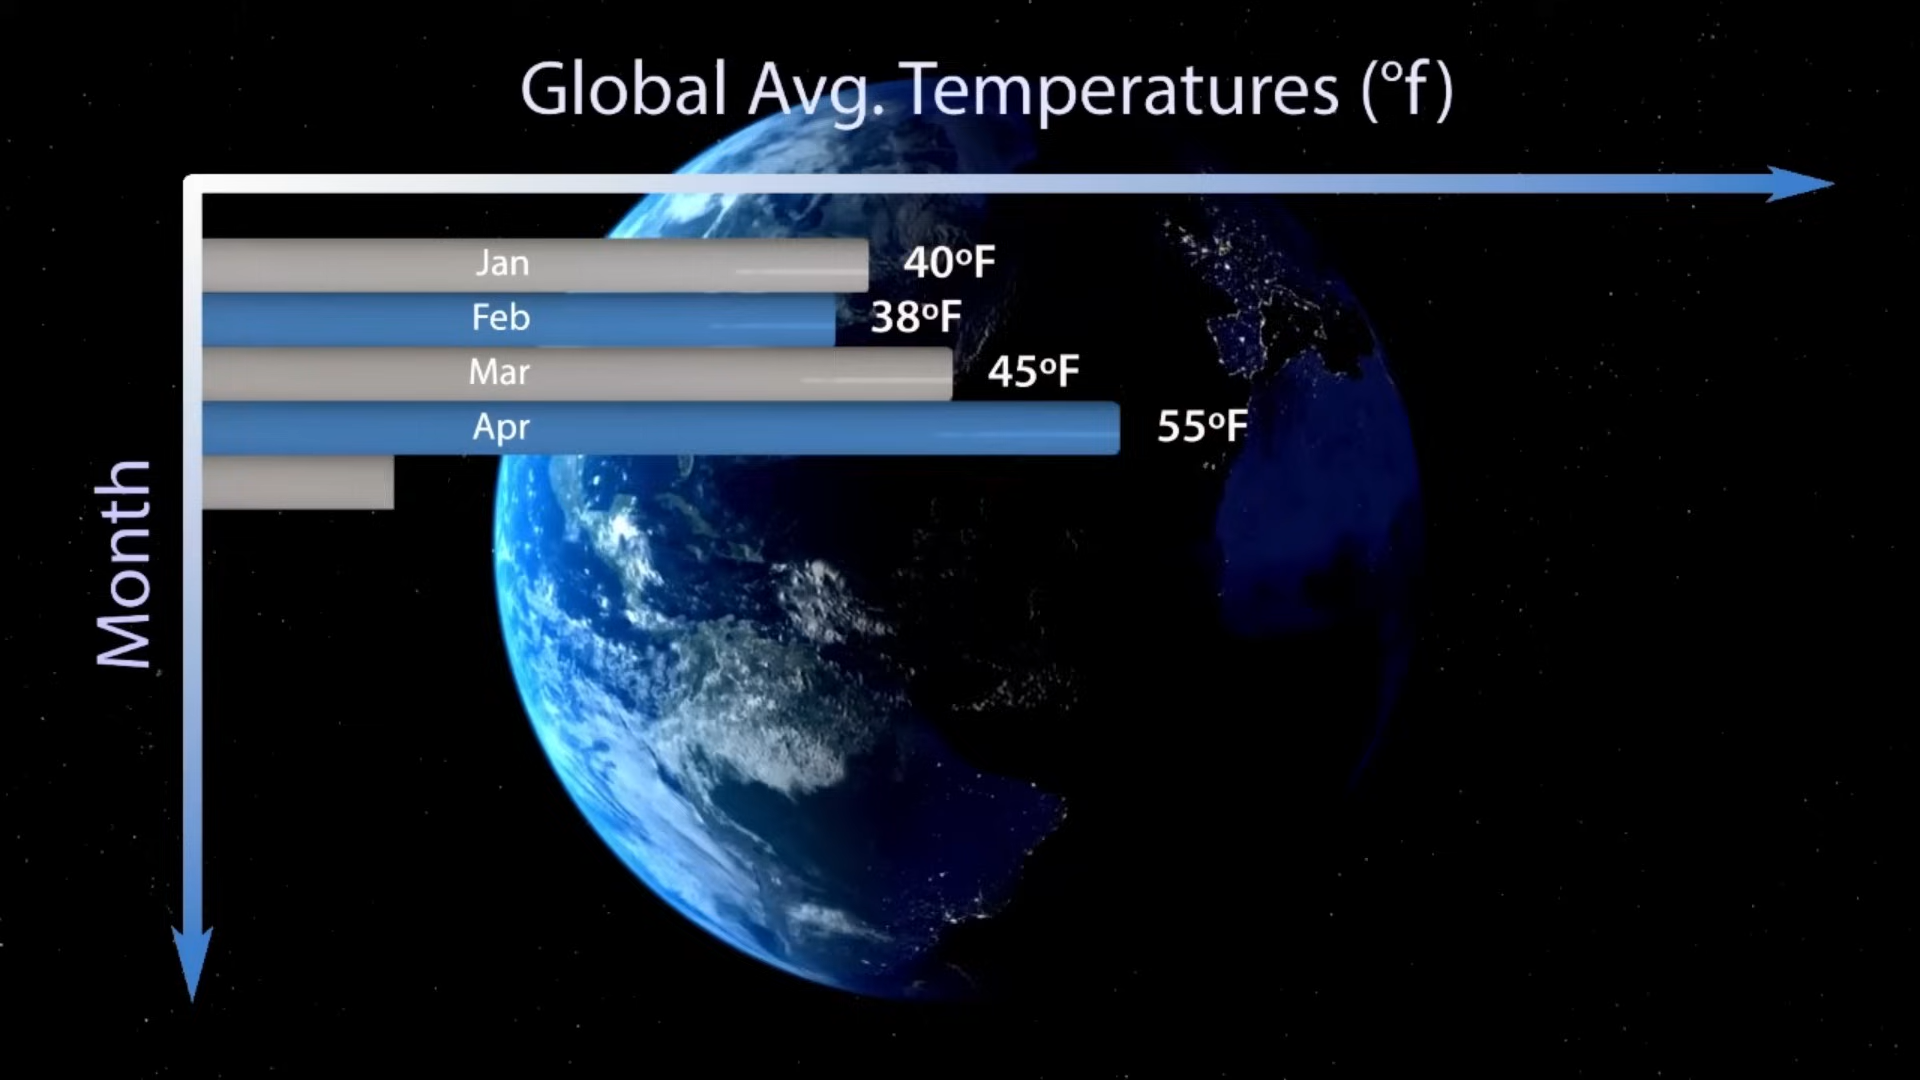 Global Avg. Temperatures (°f)
Jan 40ºF
Feb 38ºF
Mar 45ºF
Apr 55ºF
Month